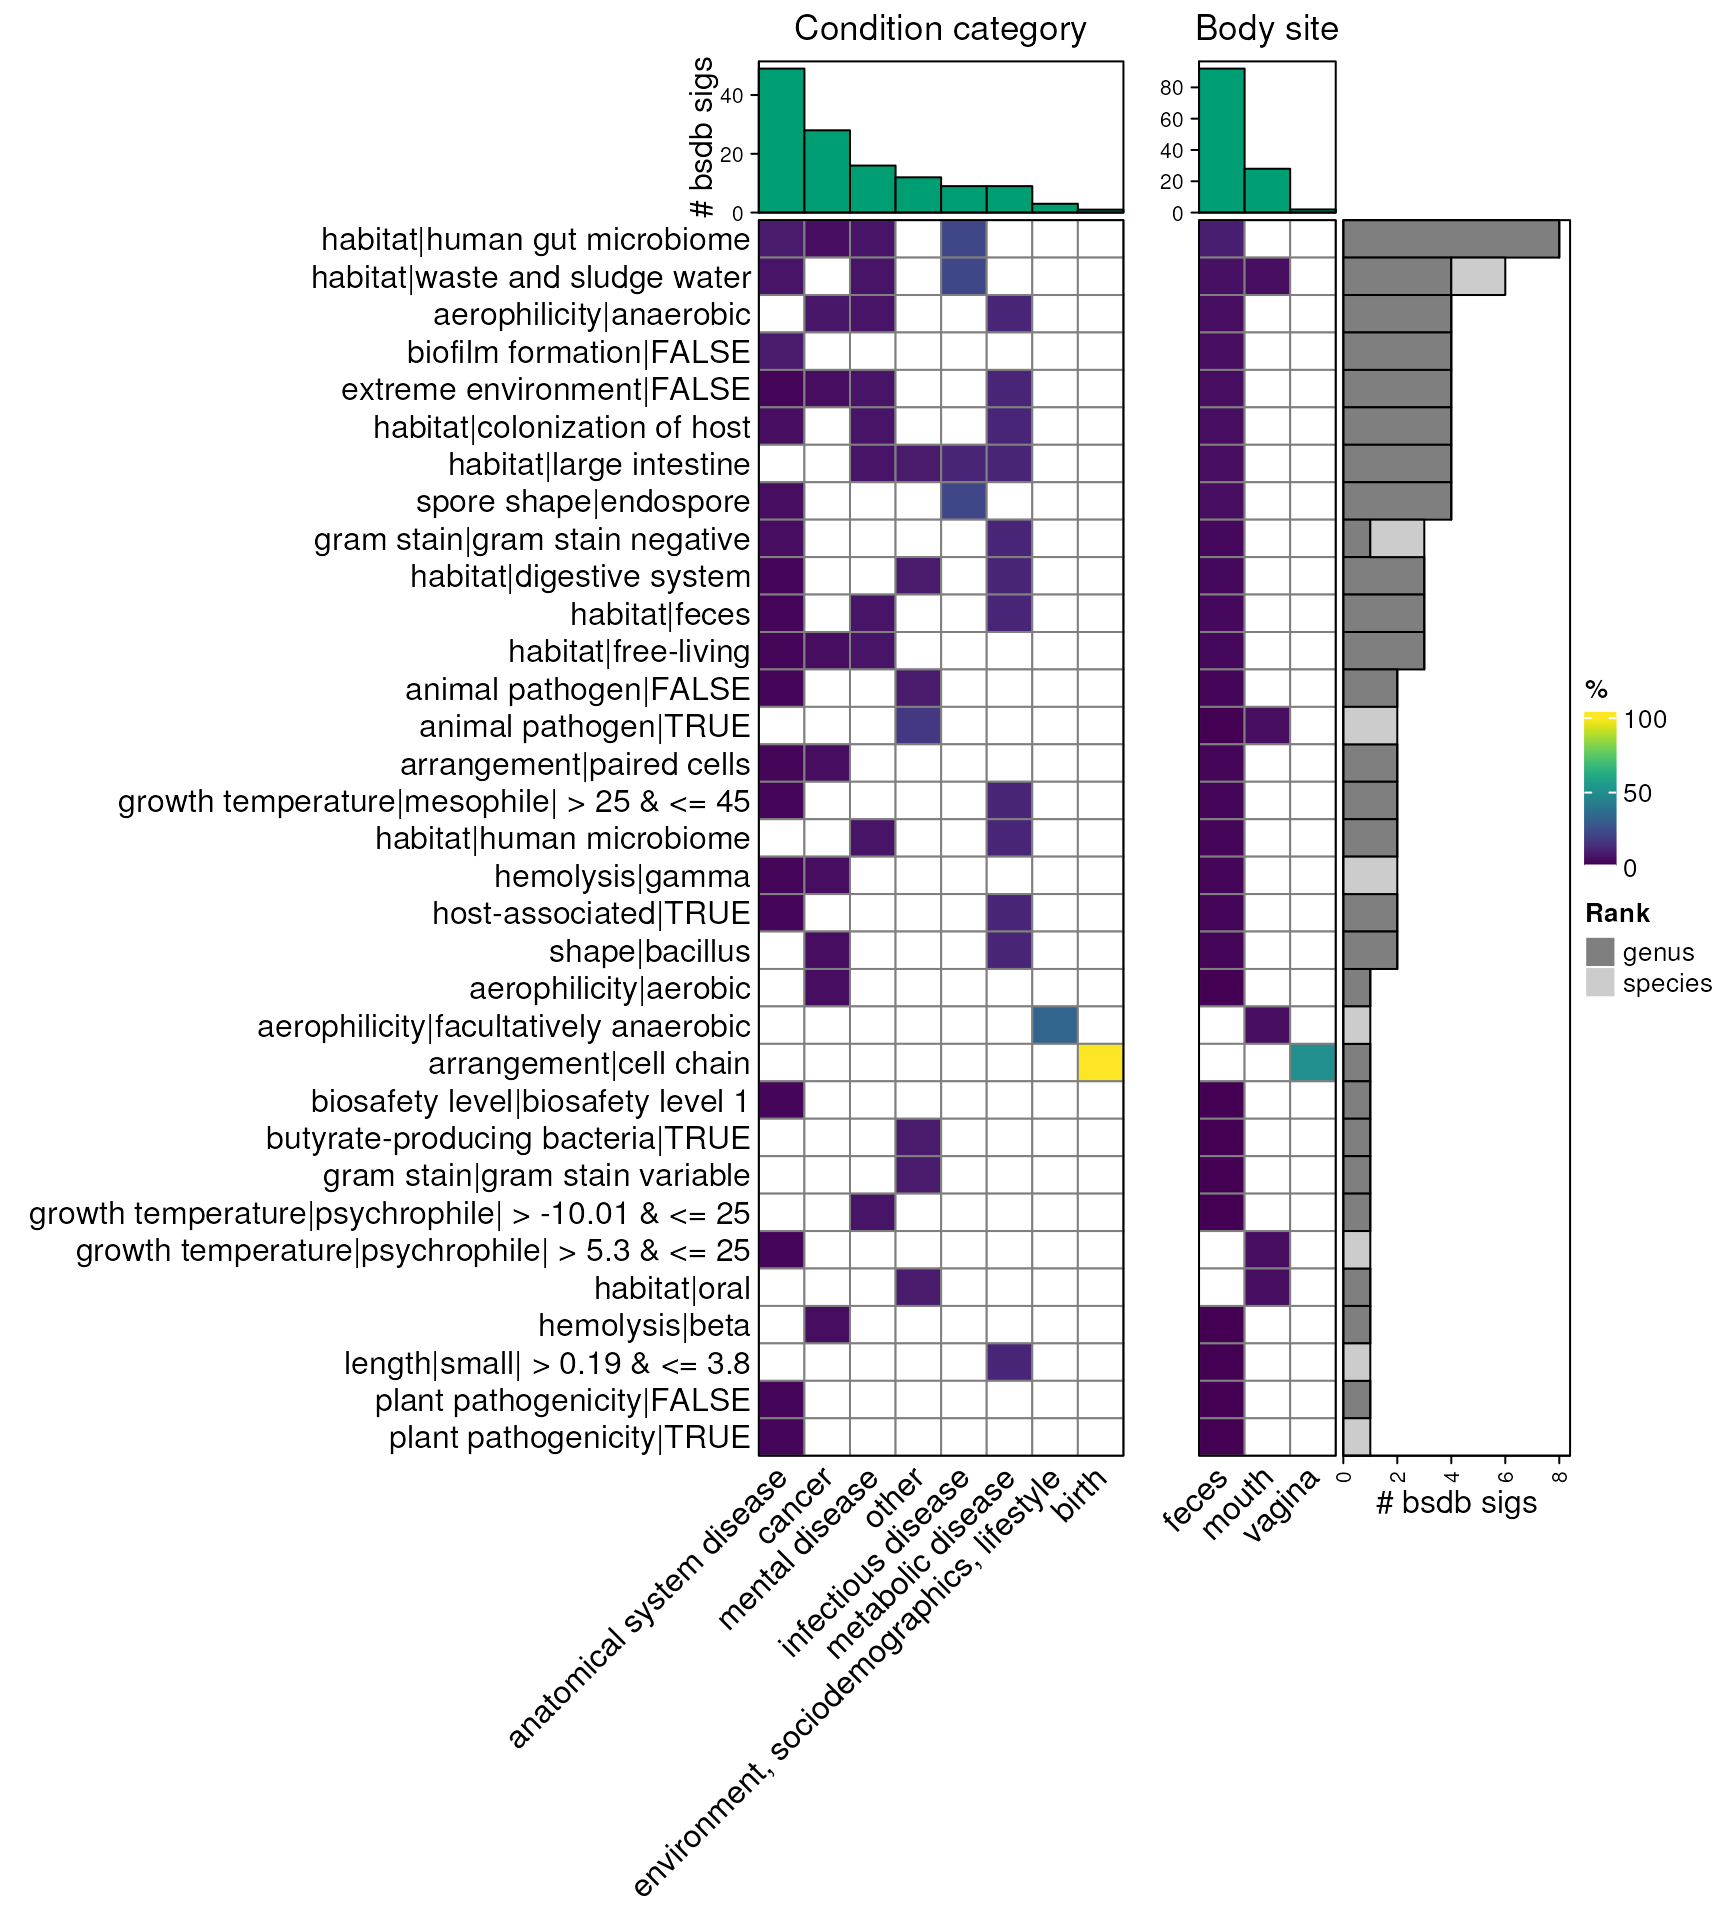 Condition category
Body site
# bsdb sigs
40
20
0
80
60
40
20
0
habitat|human gut microbiome
habitat|waste and sludge water
aerophilicity|anaerobic
biofilm formation|FALSE
extreme environment|FALSE
habitat|colonization of host
habitat|large intestine
spore shape|endospore
gram stain|gram stain negative
habitat|digestive system
habitat|feces
habitat|free-living
animal pathogen|FALSE
animal pathogen|TRUE
arrangement|paired cells
growth temperature|mesophile| > 25 & <= 45
habitat|human microbiome
hemolysis|gamma
host-associated|TRUE
shape|bacillus
aerophilicity|aerobic
aerophilicity|facultatively anaerobic
arrangement|cell chain
biosafety level|biosafety level 1
butyrate-producing bacteria|TRUE
gram stain|gram stain variable
growth temperature|psychrophile| > -10.01 & <= 25
growth temperature|psychrophile| > 5.3 & <= 25
habitat|oral
hemolysis|beta
length|small| > 0.19 & <= 3.8
plant pathogenicity|FALSE
plant pathogenicity|TRUE
anatomical system disease
cancer
mental disease
other
infectious disease
metabolic disease
environment, sociodemographics, lifestyle
birth
feces
mouth
vagina
0
2
4
6
8
# bsdb sigs
%
100
50
0
Rank
genus
species